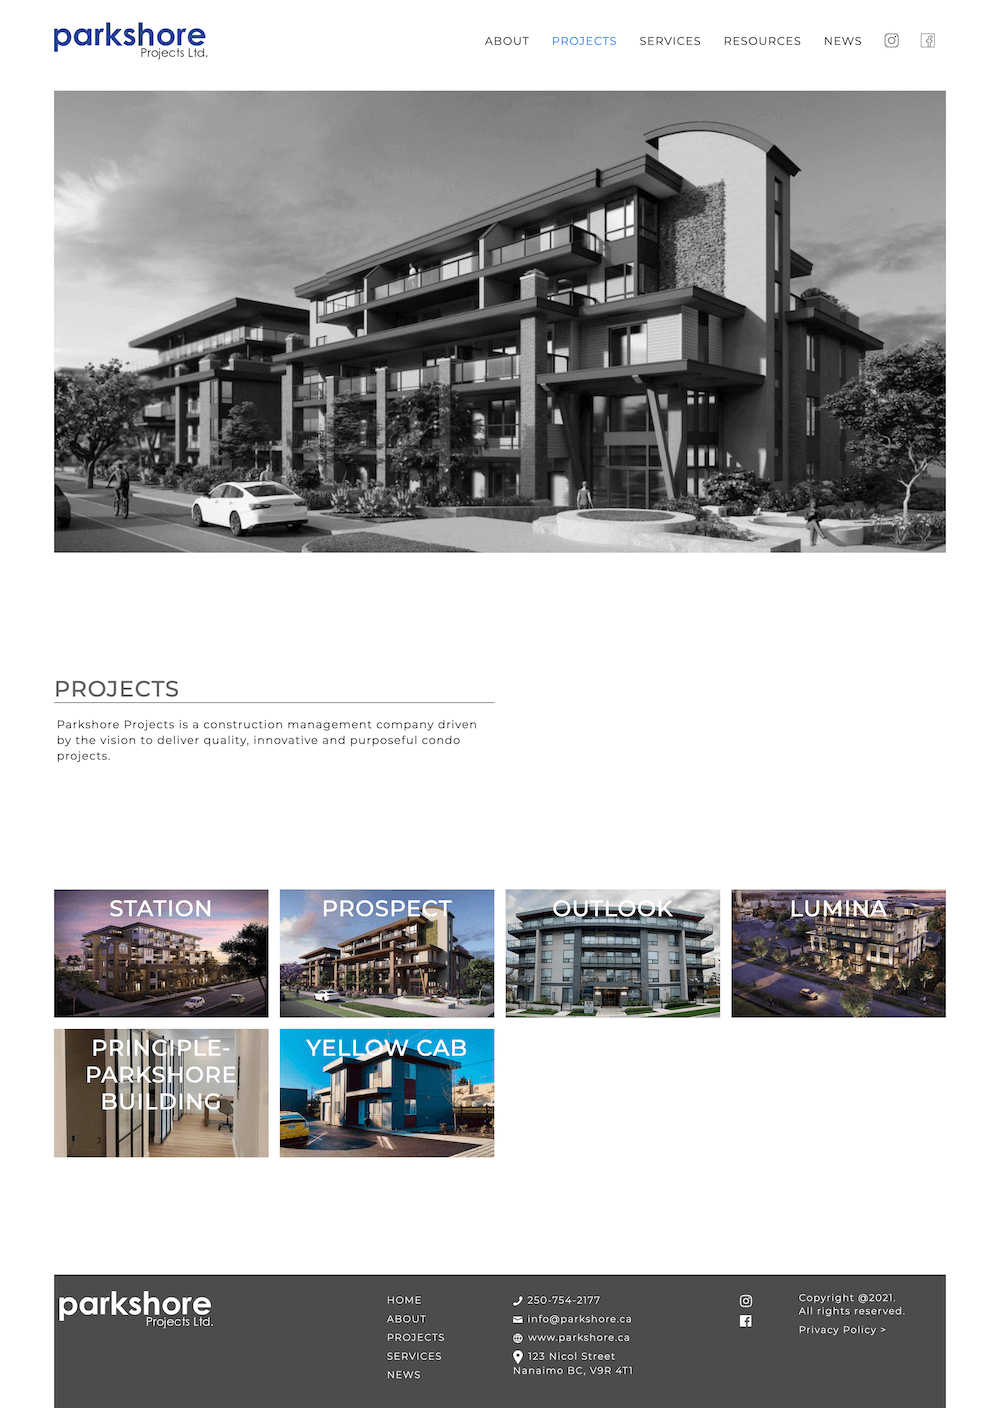 parkshore
Projects Ltd.
ABOUT PROJECTS SERVICES RESOURCES NEWS
PROJECTS
Parkshore Projects is a construction management company driven
by the vision to deliver quality, innovative and purposeful condo
projects.
STATION
PROSPECT
OUTLOOK
LUMINA
PRINCIPLE-
PARKSHORE
BUILDING
YELLOW CAB
parkshore
Projects Ltd.
HOME
ABOUT
PROJECTS
SERVICES
NEWS
250-754-2177
info@parkshore.ca
www.parkshore.ca
123 Nicol Street
Nanaimo BC, V9R 4T1
Copyright @2021.
All rights reserved.
Privacy Policy >